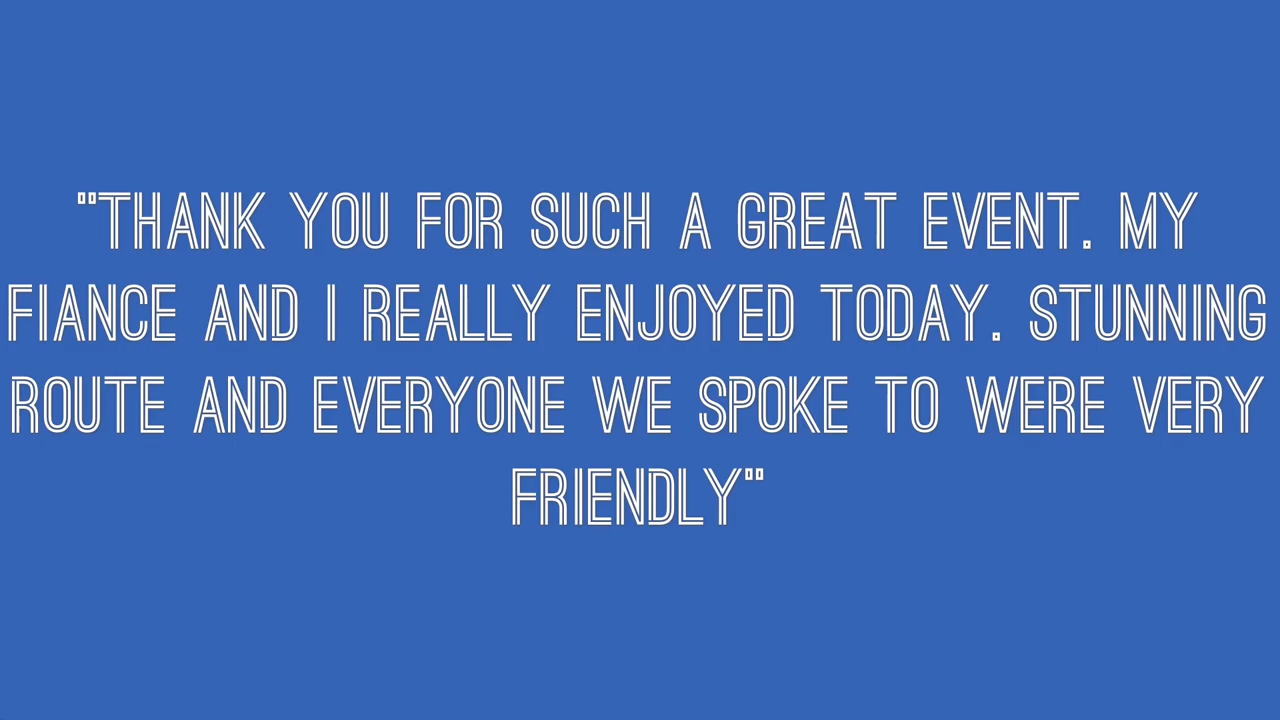 "THANK YOU FOR SUCH A GREAT EVENT. MY
FIANCE AND I REALLY ENJOYED TODAY. STUNNING
ROUTE AND EVERYONE WE SPOKE TO WERE VERY
FRIENDLY"